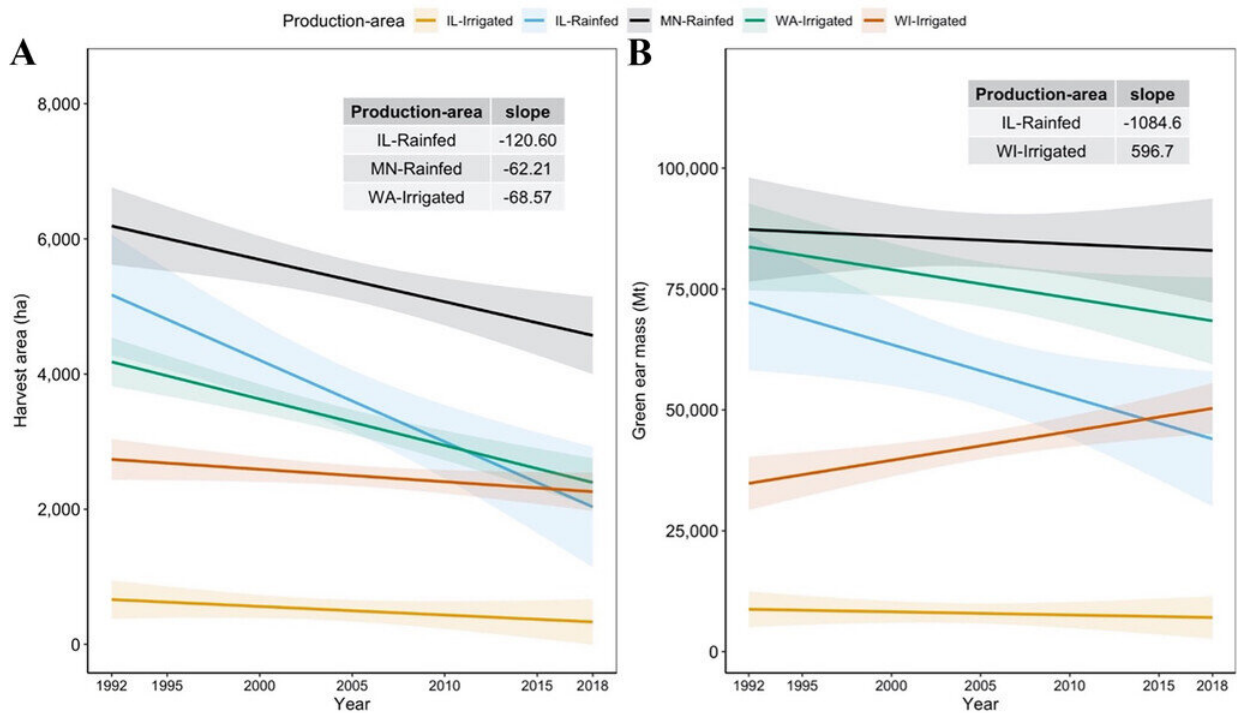 Production-area IL-Irrigated IL-Rainfed MN-Rainfed WA-Irrigated WI-Irrigated
A
Harvest area (ha)
8,000
6,000
4,000
2,000
0
Production-area slope
IL-Rainfed -120.60
MN-Rainfed -62.21
WA-Irrigated -68.57
1992 1995 2000 2005 2010 2015 2018
Year
B
Green ear mass (Mt)
100,000
75,000
50,000
25,000
0
Production-area slope
IL-Rainfed -1084.6
WI-Irrigated 596.7
1992 1995 2000 2005 2010 2015 2018
Year